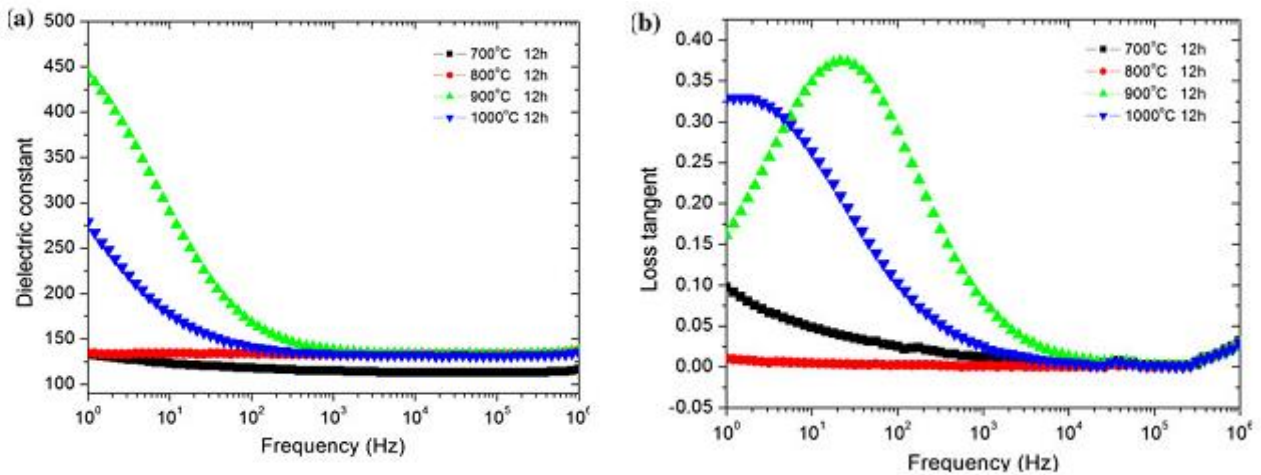 (a)
500
450
400
350
300
250
200
150
100
Dielectric constant
700°C 12h
800°C 12h
900°C 12h
1000°C 12h
10⁰ 10¹ 10² 10³ 10⁴ 10⁵
Frequency (Hz)
(b)
0.40
0.35
0.30
0.25
0.20
0.15
0.10
0.05
0.00
-0.05
Loss tangent
700°C 12h
800°C 12h
900°C 12h
1000°C 12h
10⁰ 10¹ 10² 10³ 10⁴ 10⁵
Frequency (Hz)